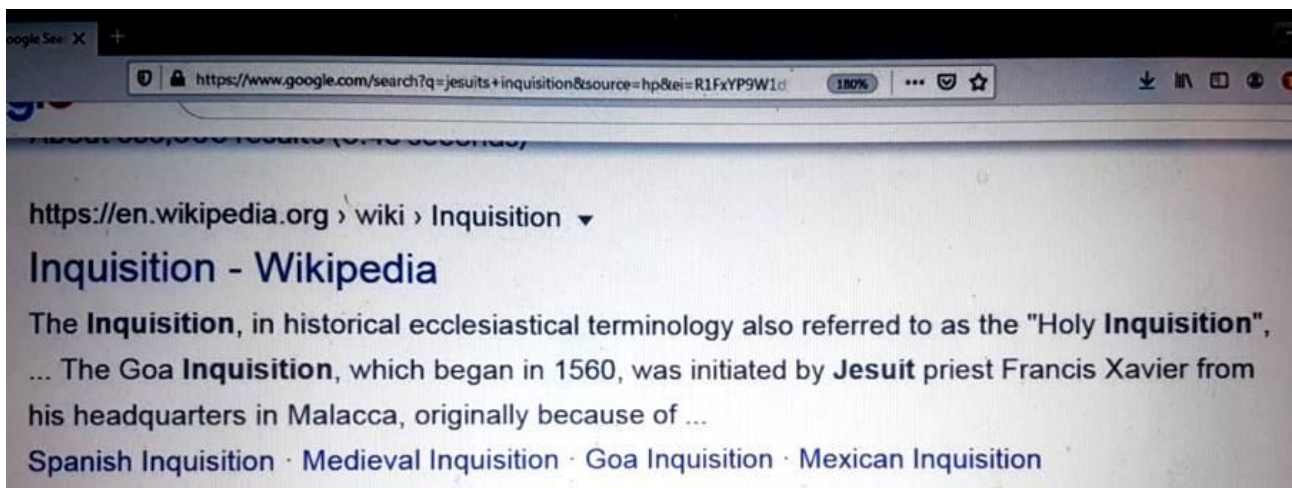 oogle Sea X +
https://www.google.com/search?q=jesuits+inquisition&source=hp&ei=R1FxYP9W1d 180% ...
https://en.wikipedia.org › wiki › Inquisition
Inquisition - Wikipedia
The Inquisition, in historical ecclesiastical terminology also referred to as the "Holy Inquisition",
... The Goa Inquisition, which began in 1560, was initiated by Jesuit priest Francis Xavier from
his headquarters in Malacca, originally because of ...
Spanish Inquisition · Medieval Inquisition · Goa Inquisition · Mexican Inquisition